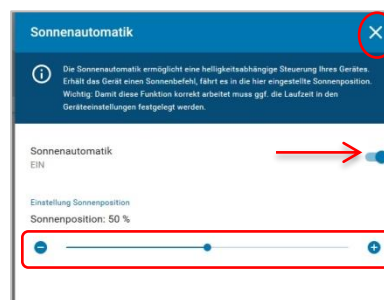 Sonnenautomatik
Die Sonnenautomatik ermöglicht eine helligkeitsabhängige Steuerung Ihres Gerätes.
Erhält das Gerät einen Sonnenbefehl, fährt es in die hier eingestellte Sonnenposition.
Wichtig: Damit diese Funktion korrekt arbeitet muss ggf. die Laufzeit in den
Geräteeinstellungen festgelegt werden.
Sonnenautomatik
EIN
Einstellung Sonnenposition
Sonnenposition: 50 %